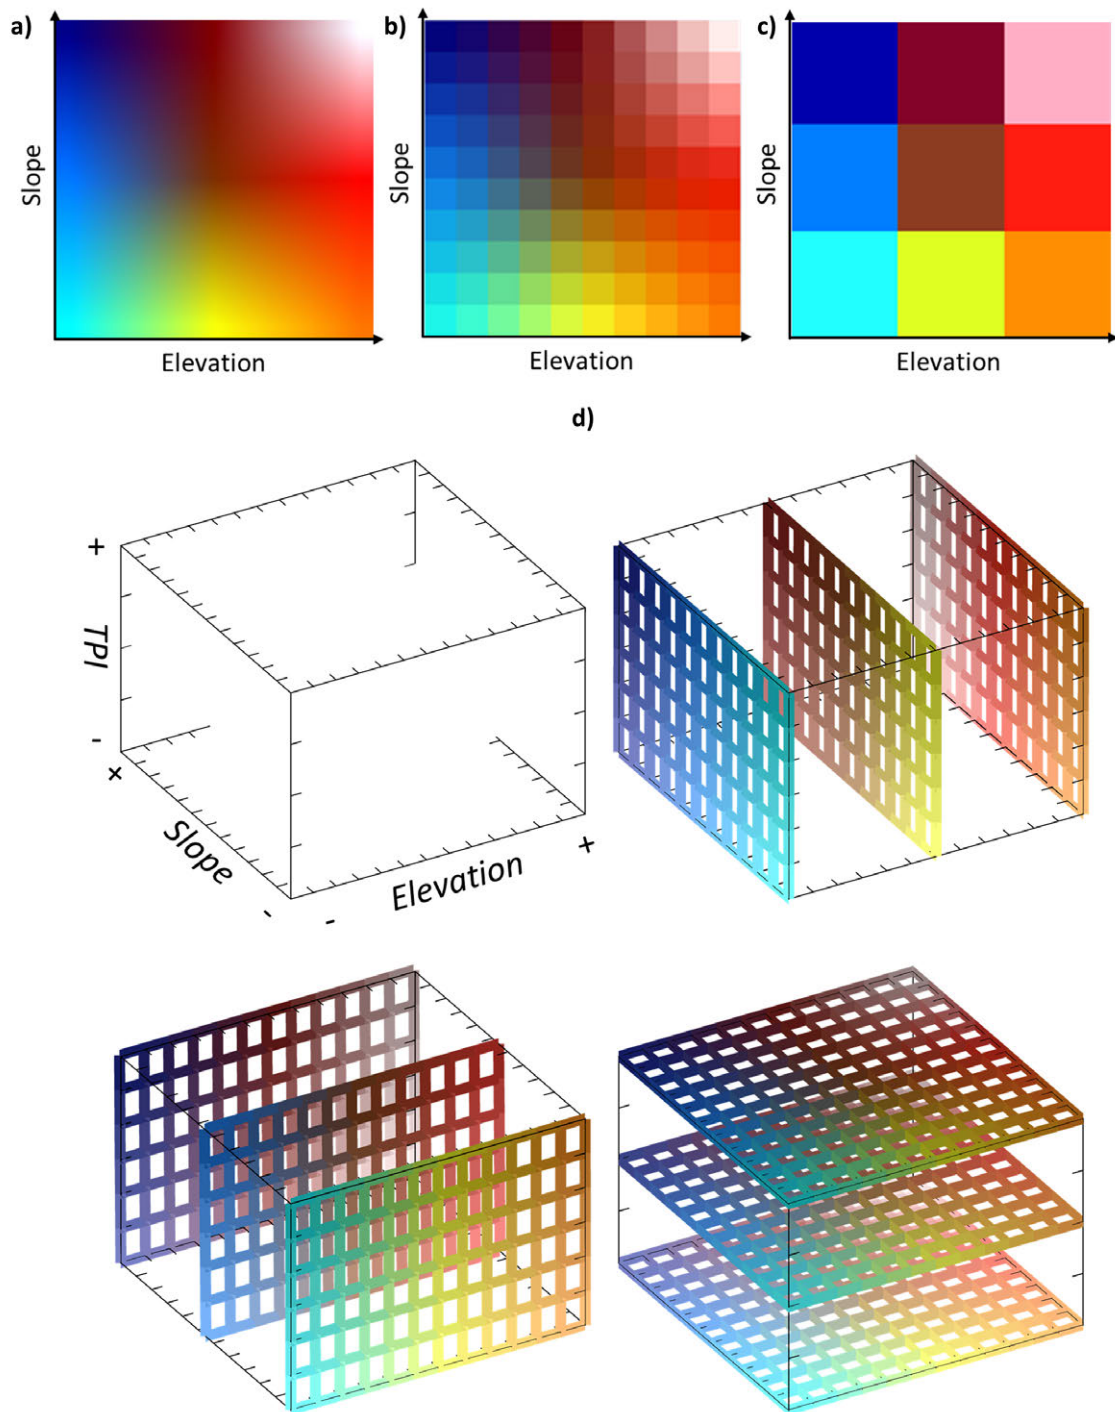 a)
Slope
Elevation
b)
Slope
Elevation
c)
Slope
Elevation
d)
+
TPI
-
+
Slope
-
-
Elevation
+